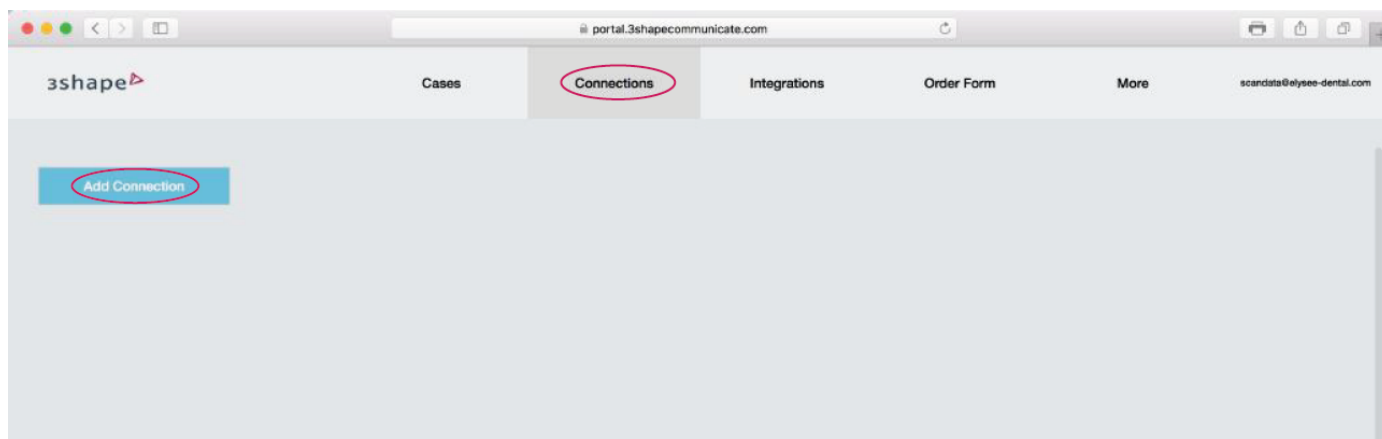 portal.3shapecommunicate.com
3shape Cases Connections Integrations Order Form More scandata@elysee-dental.com
Add Connection